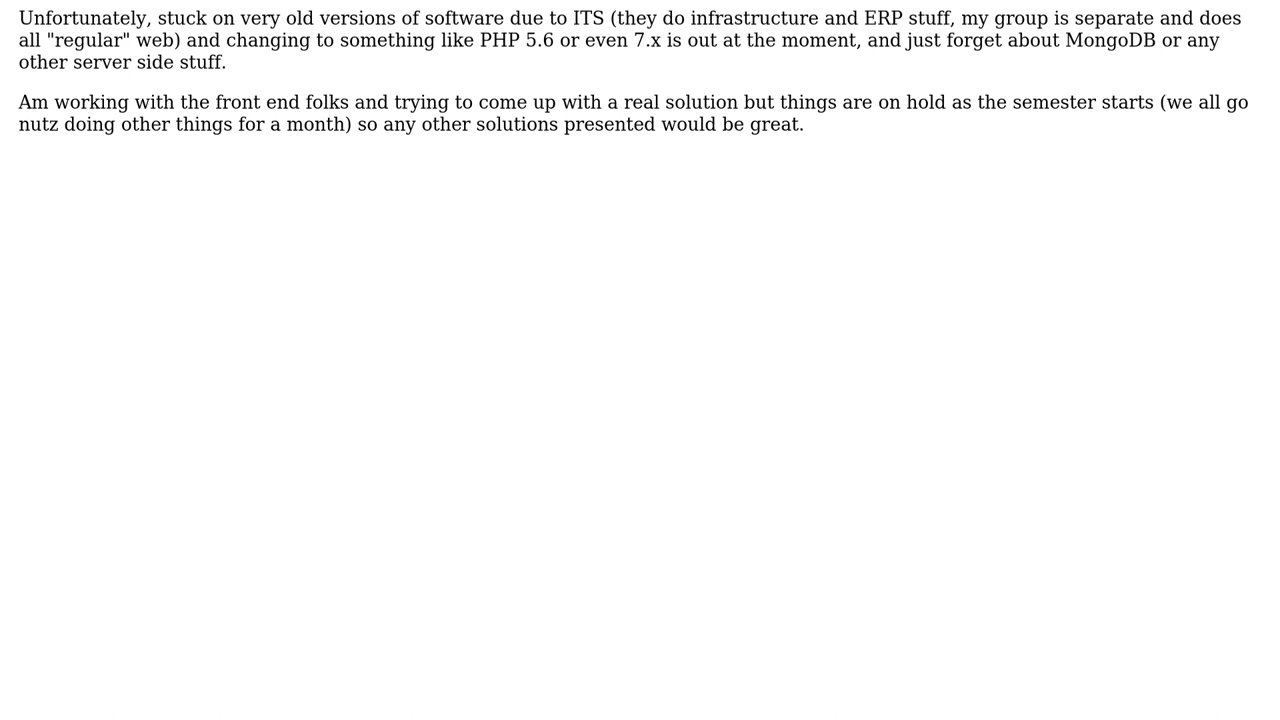 Unfortunately, stuck on very old versions of software due to ITS (they do infrastructure and ERP stuff, my group is separate and does
all "regular" web) and changing to something like PHP 5.6 or even 7.x is out at the moment, and just forget about MongoDB or any
other server side stuff.
Am working with the front end folks and trying to come up with a real solution but things are on hold as the semester starts (we all go
nutz doing other things for a month) so any other solutions presented would be great.